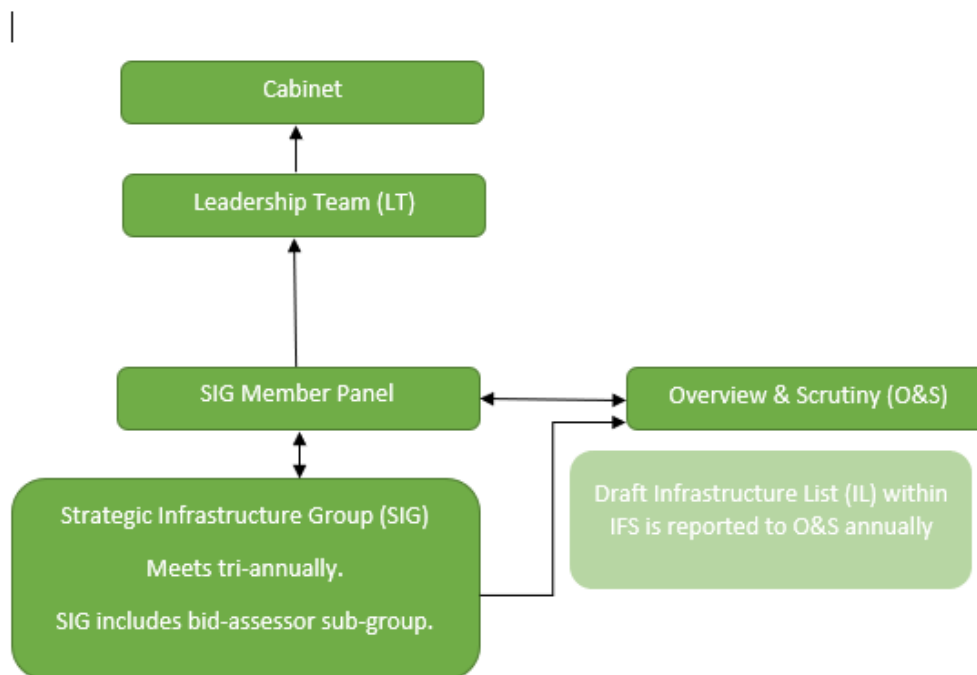 Cabinet
Leadership Team (LT)
SIG Member Panel
Overview & Scrutiny (O&S)
Strategic Infrastructure Group (SIG)
Meets tri-annually.
SIG includes bid-assessor sub-group.
Draft Infrastructure List (IL) within
IFS is reported to O&S annually